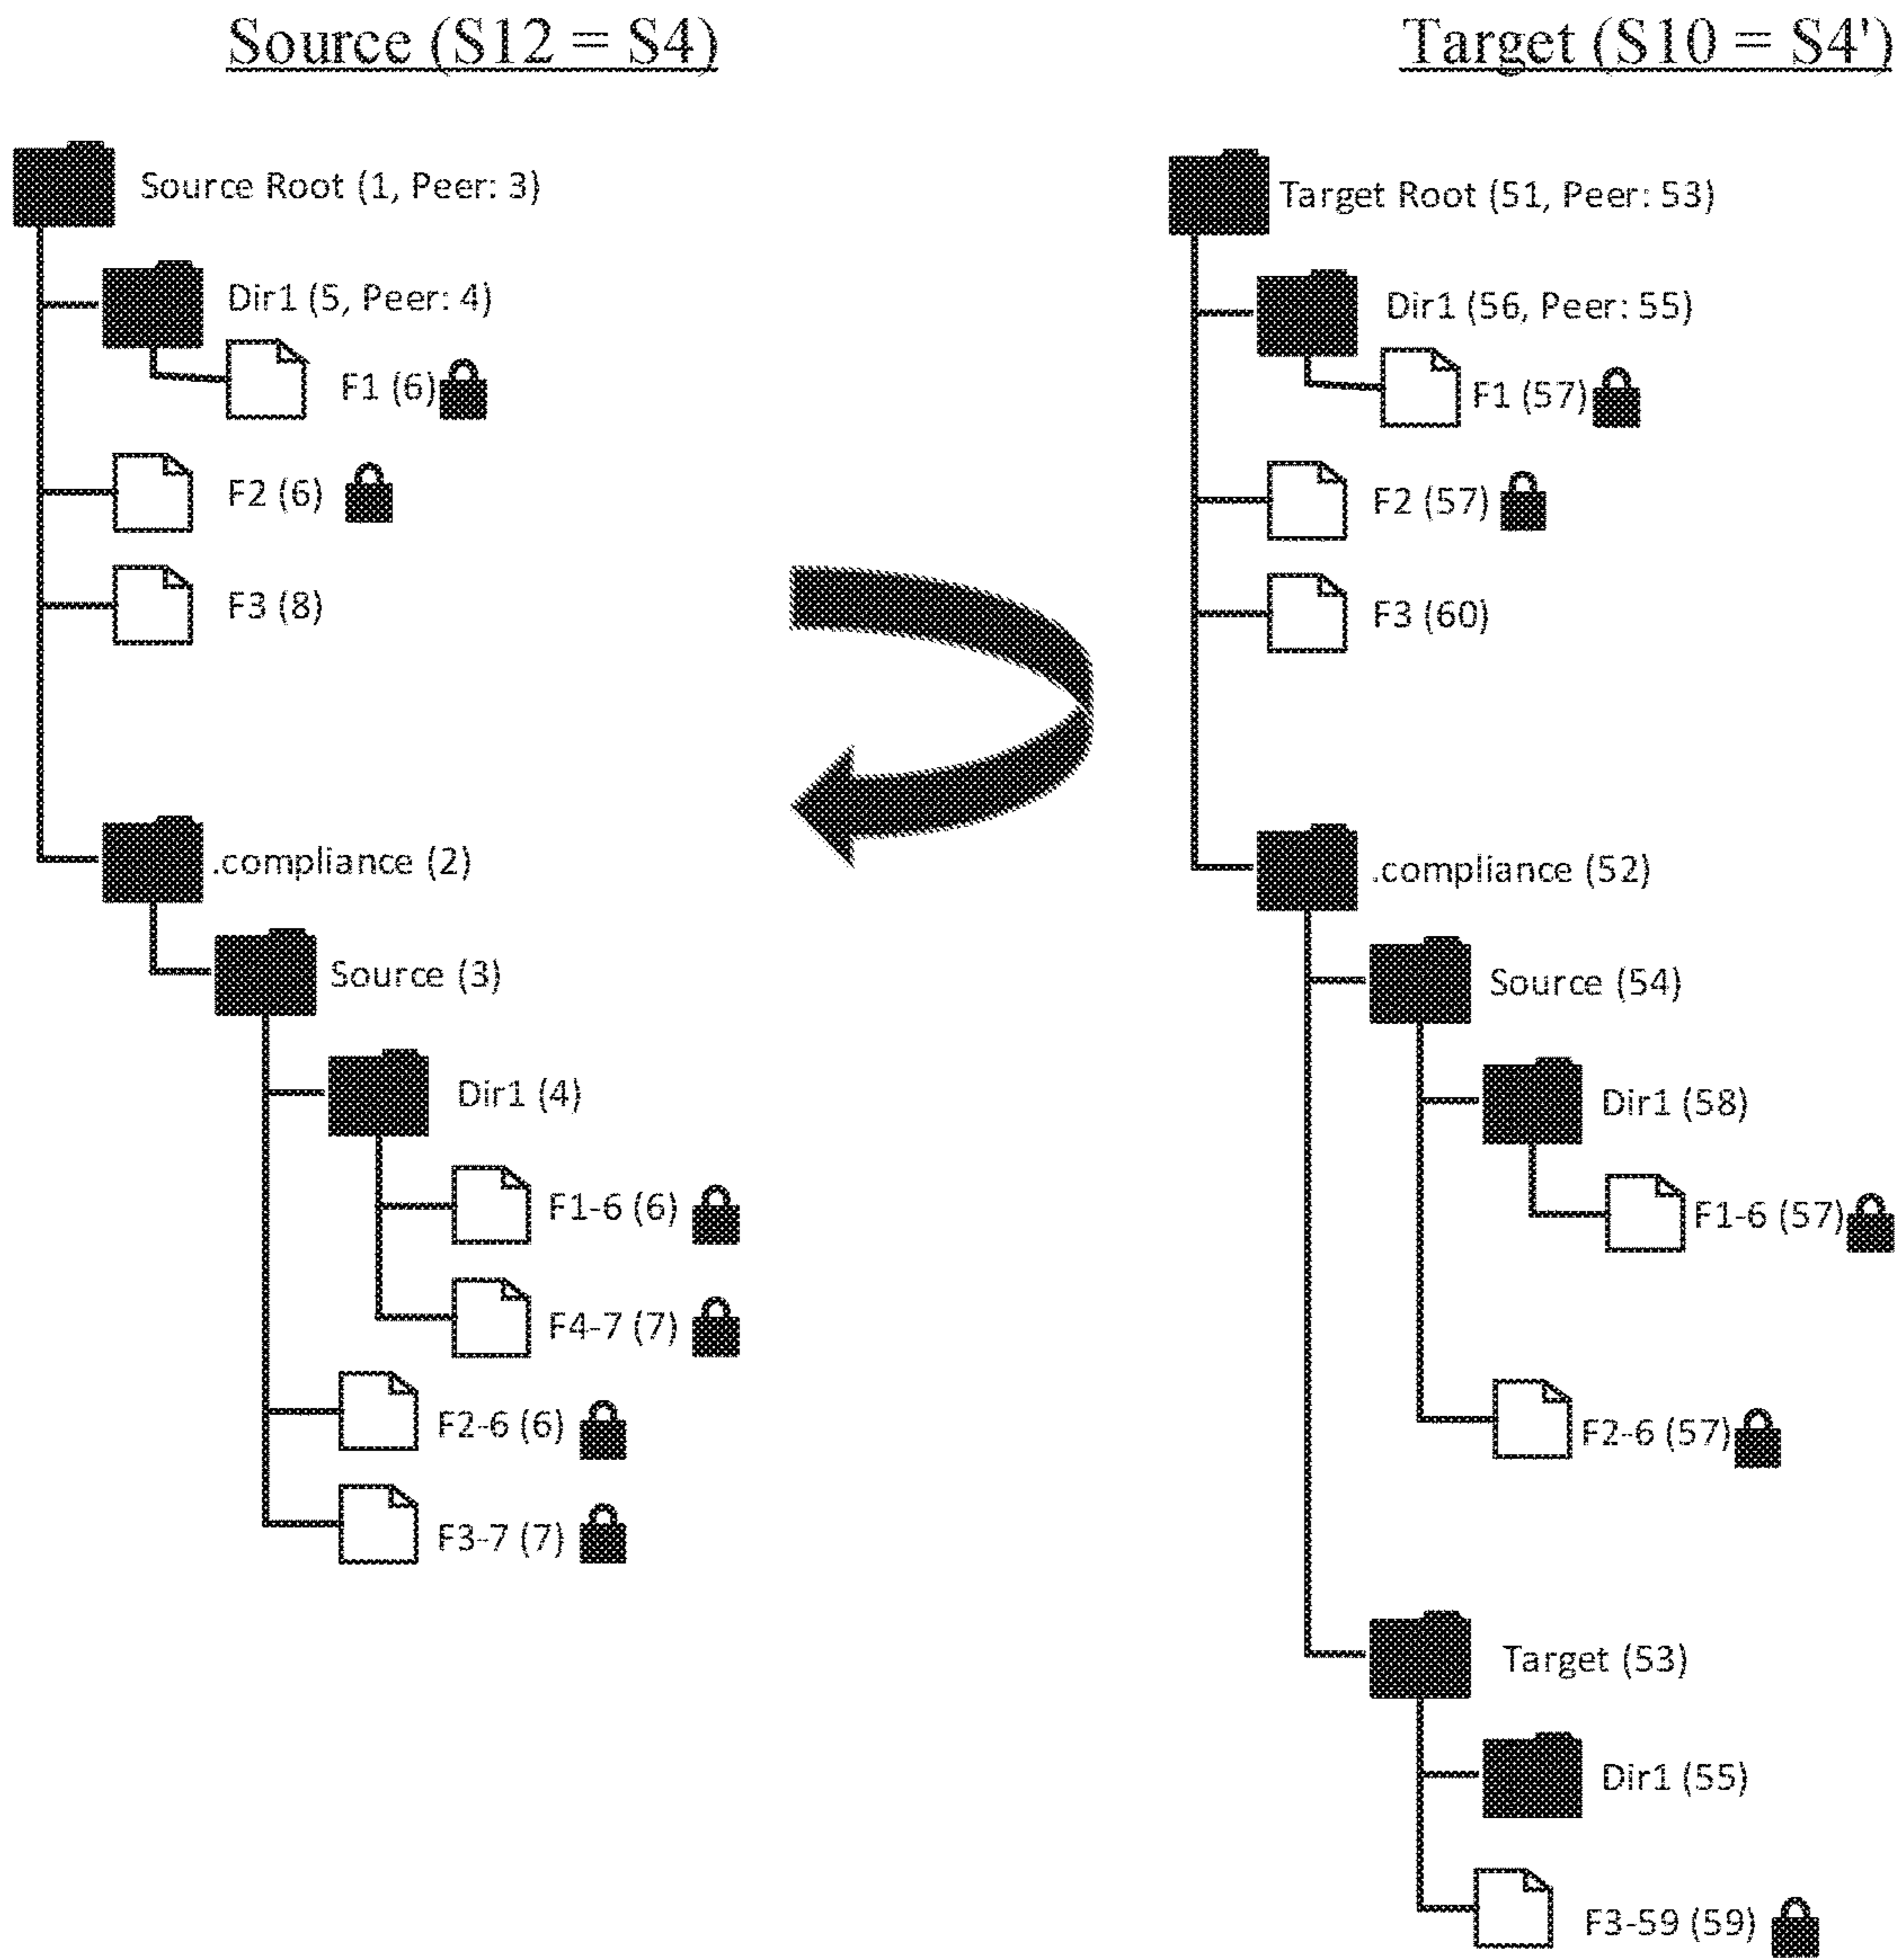 Source (S12 = S4)
Source Root (1, Peer: 3)
Dir1 (5, Peer: 4)
F1 (6)
F2 (6)
F3 (8)
.compliance (2)
Source (3)
Dir1 (4)
F1-6 (6)
F4-7 (7)
F2-6 (6)
F3-7 (7)
Target (S10 = S4')
Target Root (51, Peer: 53)
Dir1 (56, Peer: 55)
F1 (57)
F2 (57)
F3 (60)
.compliance (52)
Source (54)
Dir1 (58)
F1-6 (57)
F2-6 (57)
Target (53)
Dir1 (55)
F3-59 (59)